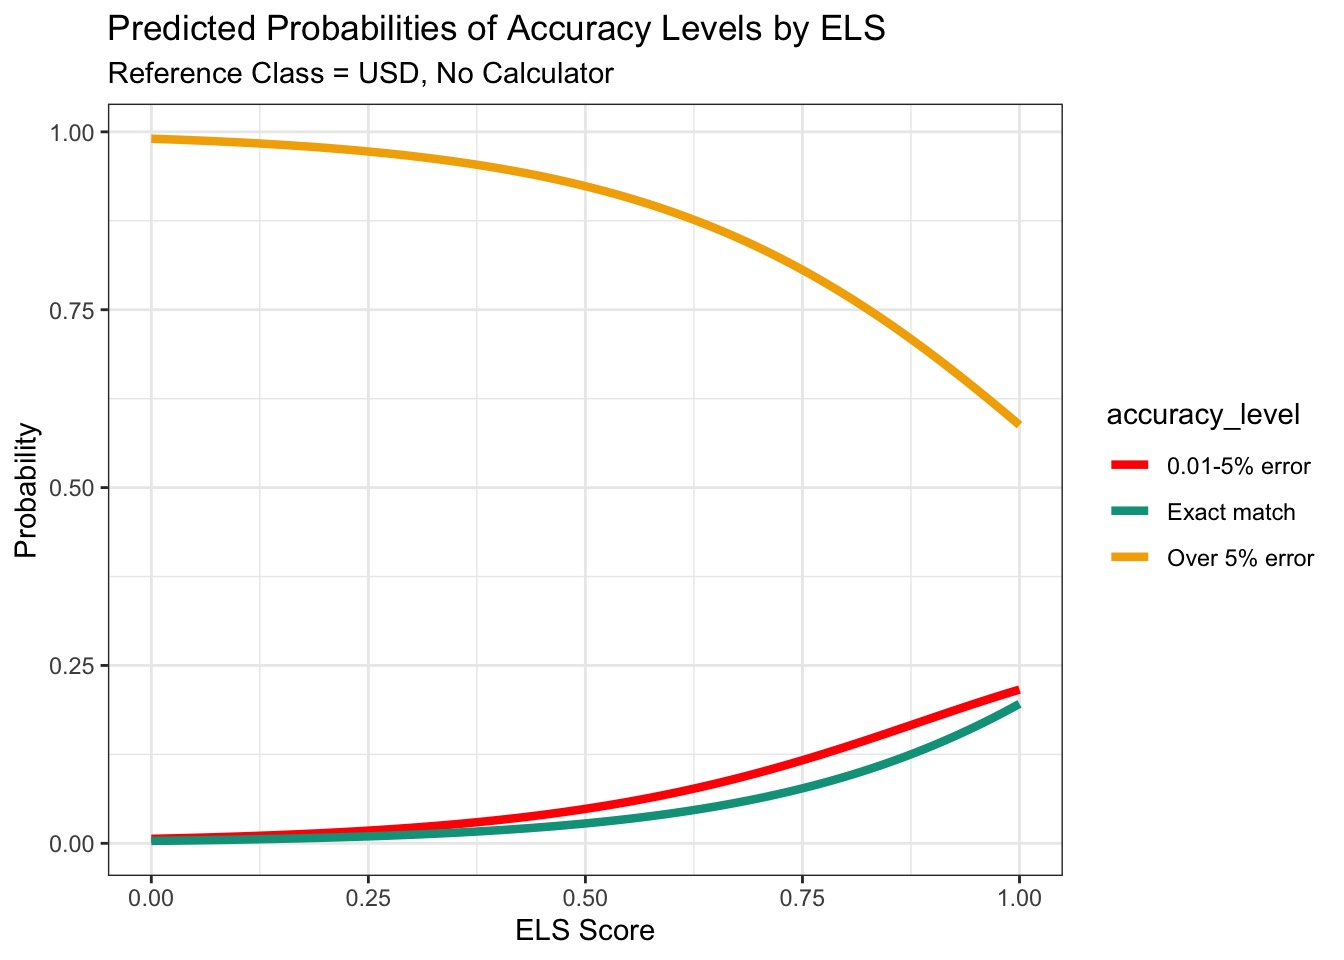 Predicted Probabilities of Accuracy Levels by ELS
Reference Class = USD, No Calculator
1.00
0.75
0.50
0.25
0.00
Probability
0.00 0.25 0.50 0.75 1.00
ELS Score
accuracy_level
0.01-5% error
Exact match
Over 5% error